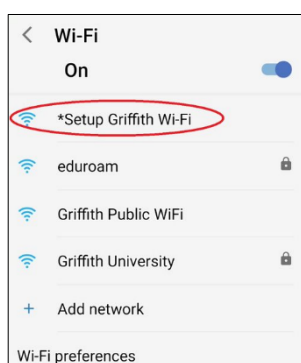 Wi-Fi
On
*Setup Griffith Wi-Fi
eduroam
Griffith Public WiFi
Griffith University
Add network
Wi-Fi preferences